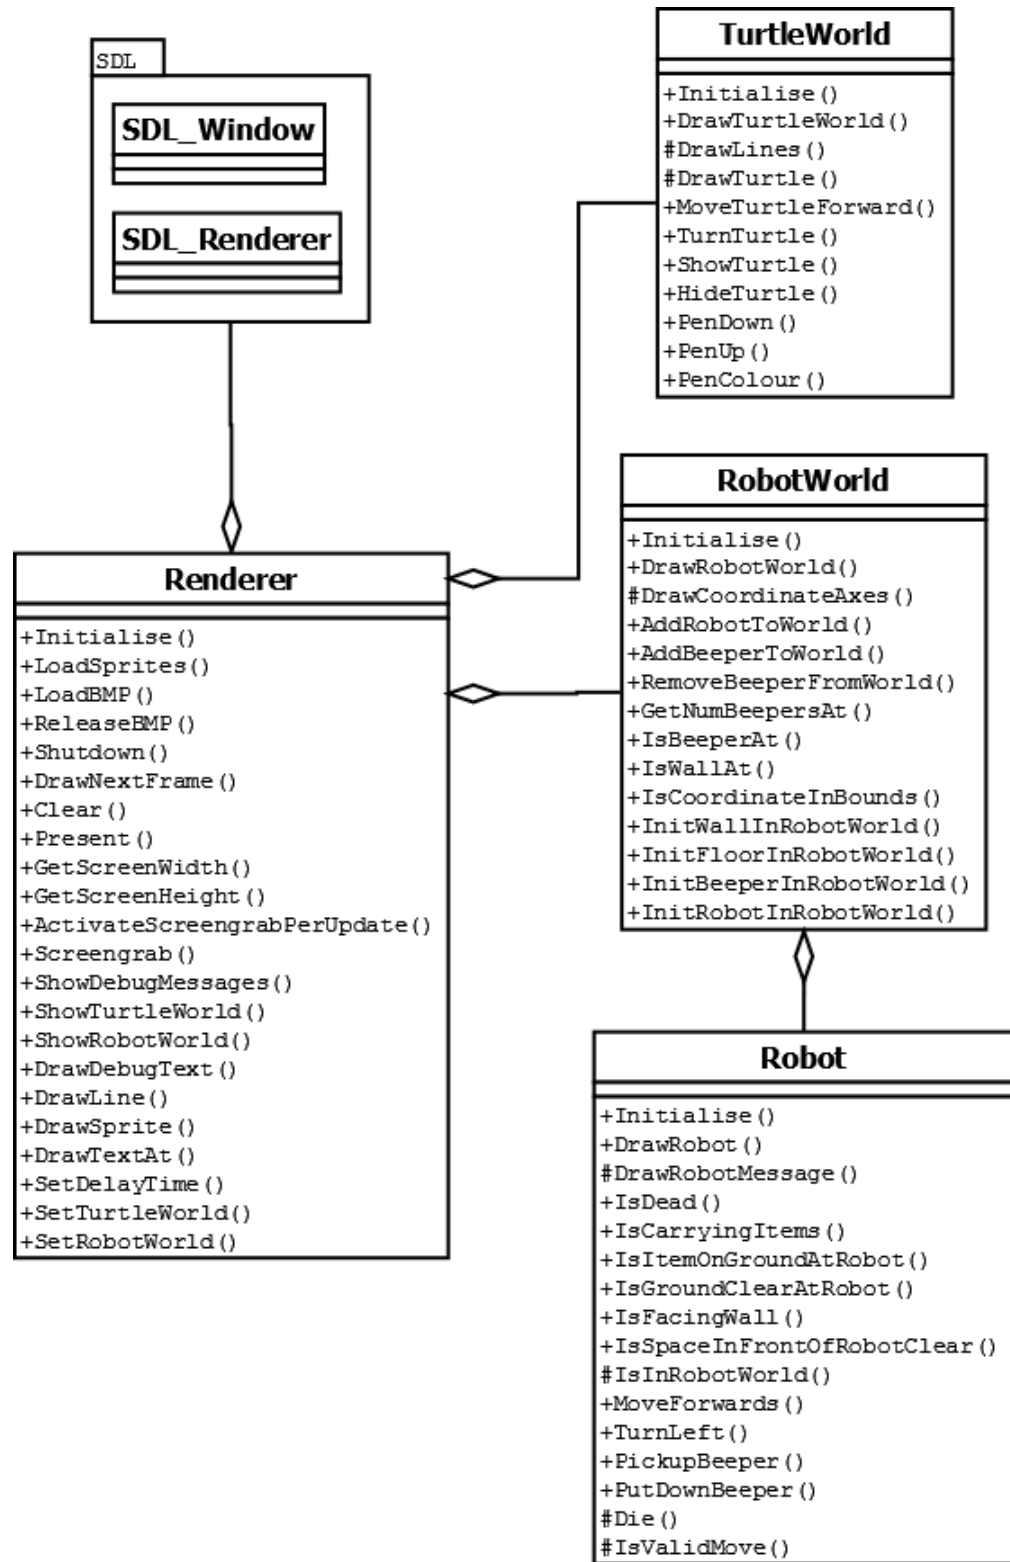 SDL
SDL_Window
SDL_Renderer
TurtleWorld
+Initialise()
+DrawTurtleWorld()
#DrawLines()
#DrawTurtle()
+MoveTurtleForward()
+TurnTurtle()
+ShowTurtle()
+HideTurtle()
+PenDown()
+PenUp()
+PenColour()
RobotWorld
+Initialise()
+DrawRobotWorld()
#DrawCoordinateAxes()
+AddRobotToWorld()
+AddBeeperToWorld()
+RemoveBeeperFromWorld()
+GetNumBeepersAt()
+IsBeeperAt()
+IsWallAt()
+IsCoordinateInBounds()
+InitWallInRobotWorld()
+InitFloorInRobotWorld()
+InitBeeperInRobotWorld()
+InitRobotInRobotWorld()
Renderer
+Initialise()
+LoadSprites()
+LoadBMP()
+ReleaseBMP()
+Shutdown()
+DrawNextFrame()
+Clear()
+Present()
+GetScreenWidth()
+GetScreenHeight()
+ActivateScreengrabPerUpdate()
+Screengrab()
+ShowDebugMessages()
+ShowTurtleWorld()
+ShowRobotWorld()
+DrawDebugText()
+DrawLine()
+DrawSprite()
+DrawTextAt()
+SetDelayTime()
+SetTurtleWorld()
+SetRobotWorld()
Robot
+Initialise()
+DrawRobot()
#DrawRobotMessage()
+IsDead()
+IsCarryingItems()
+IsItemOnGroundAtRobot()
+IsGroundClearAtRobot()
+IsFacingWall()
+IsSpaceInFrontOfRobotClear()
#IsInRobotWorld()
+MoveForwards()
+TurnLeft()
+PickupBeeper()
+PutDownBeeper()
#Die()
#IsValidMove()